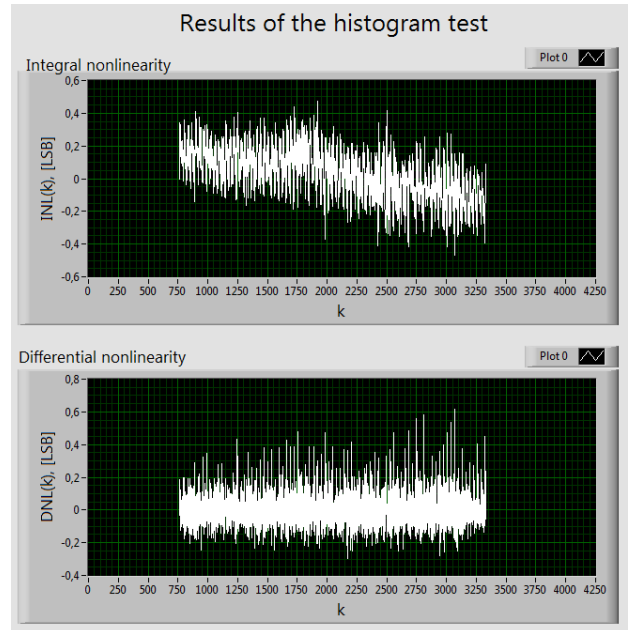 Results of the histogram test
Integral nonlinearity
Plot 0
INL(k), [LSB]
0,6
0,4
0,2
0
-0,2
-0,4
-0,6
0 250 500 750 1000 1250 1500 1750 2000 2250 2500 2750 3000 3250 3500 3750 4000 4250
k
Differential nonlinearity
Plot 0
DNL(k), [LSB]
0,8
0,6
0,4
0,2
0
-0,2
-0,4
0 250 500 750 1000 1250 1500 1750 2000 2250 2500 2750 3000 3250 3500 3750 4000 4250
k